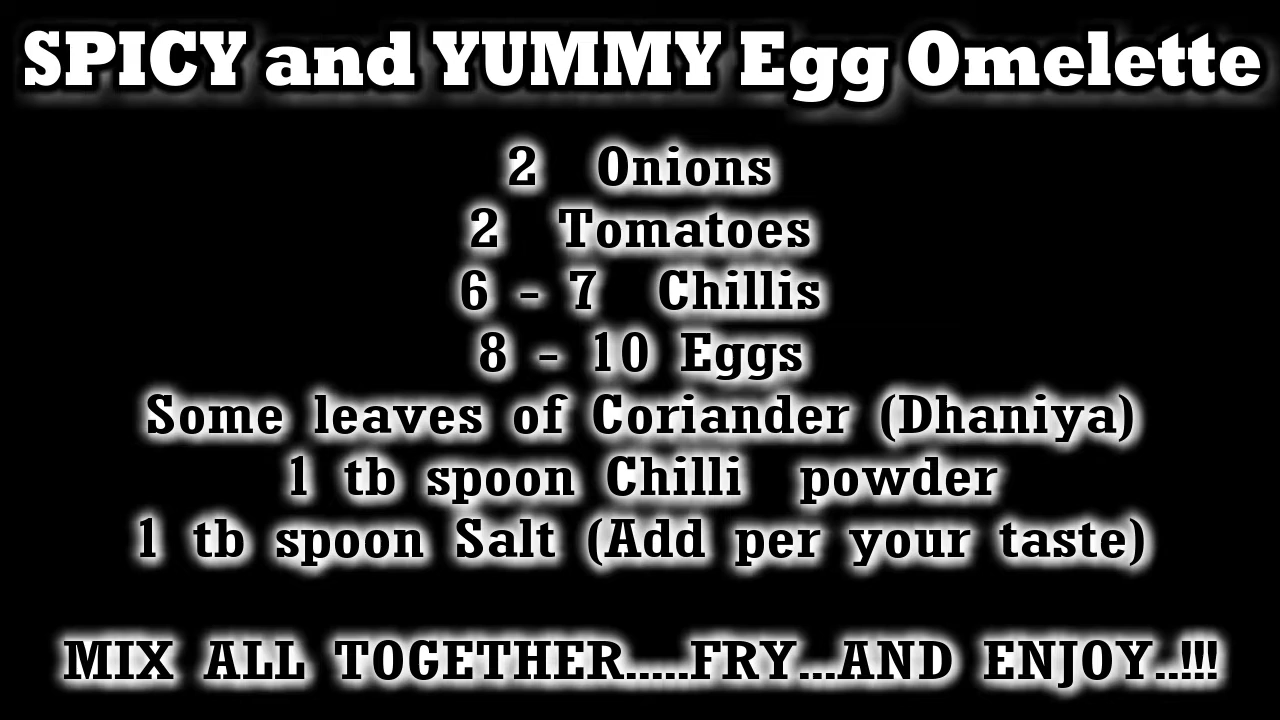 SPICY and YUMMY Egg Omelette
2 Onions
2 Tomatoes
6 - 7 Chillis
8 - 10 Eggs
Some leaves of Coriander (Dhaniya)
1 tb spoon Chilli powder
1 tb spoon Salt (Add per your taste)
MIX ALL TOGETHER.....FRY...AND ENJOY..!!!